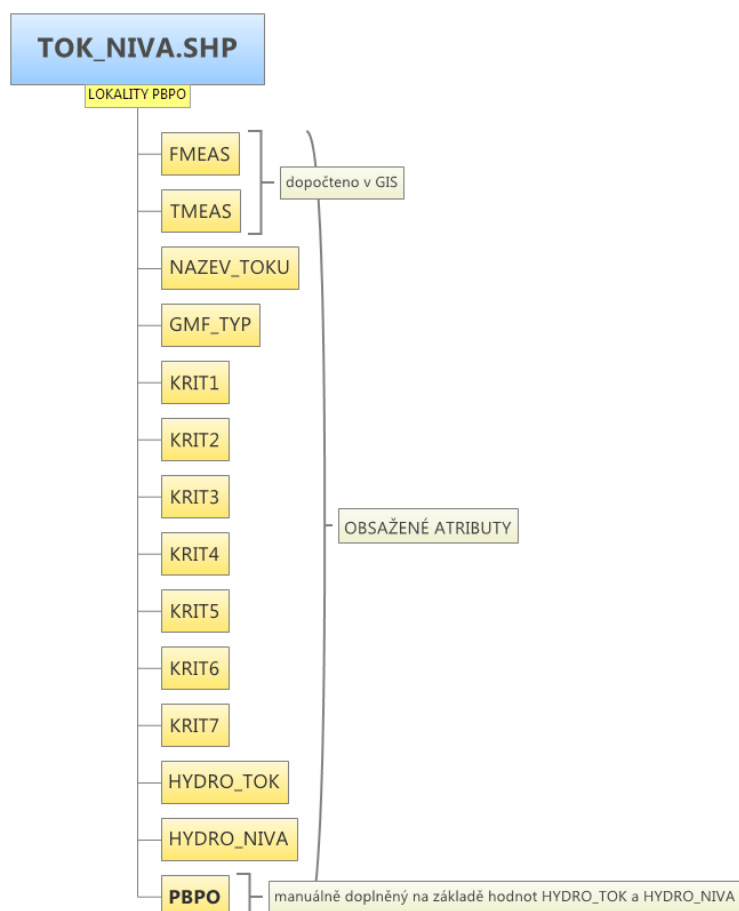 TOK_NIVA.SHP
LOKALITY PBPO
FMEAS
dopočteno v GIS
TMEAS
NAZEV_TOKU
GMF_TYP
KRIT1
KRIT2
KRIT3
OBSAŽENÉ ATRIBUTY
KRIT4
KRIT5
KRIT6
KRIT7
HYDRO_TOK
HYDRO_NIVA
PBPO
manuálně doplněný na základě hodnot HYDRO_TOK a HYDRO_NIVA